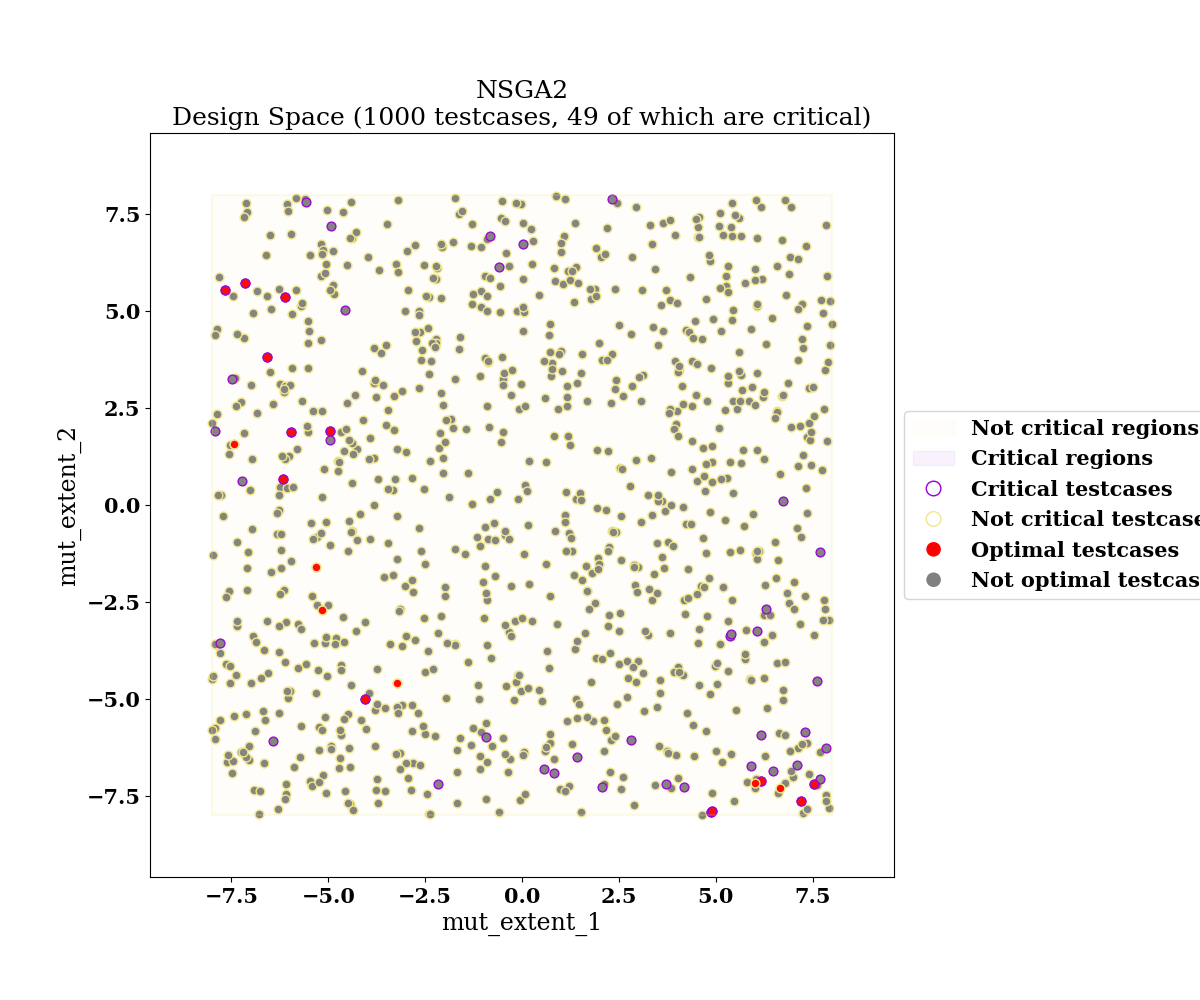 NSGA2
Design Space (1000 testcases, 49 of which are critical)
7.5
5.0
2.5
0.0
−2.5
−5.0
−7.5
mut_extent_2
−7.5
−5.0
−2.5
0.0
2.5
5.0
7.5
mut_extent_1
Not critical regions
Critical regions
Critical testcases
Not critical testcase
Optimal testcases
Not optimal testcas